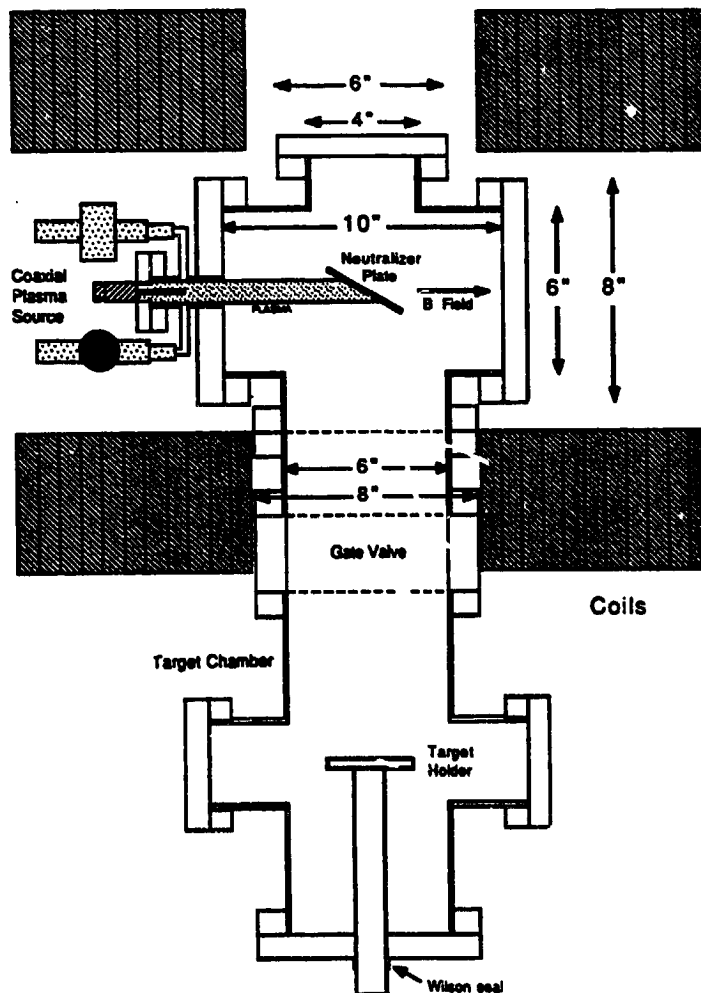 6"
4"
10"
Neutralizer
Plate
Coaxial
Plasma
Source
PLASMA
B Field
6"
8"
6"
8"
Gate Valve
Coils
Target Chamber
Target
Holder
Wilson seal